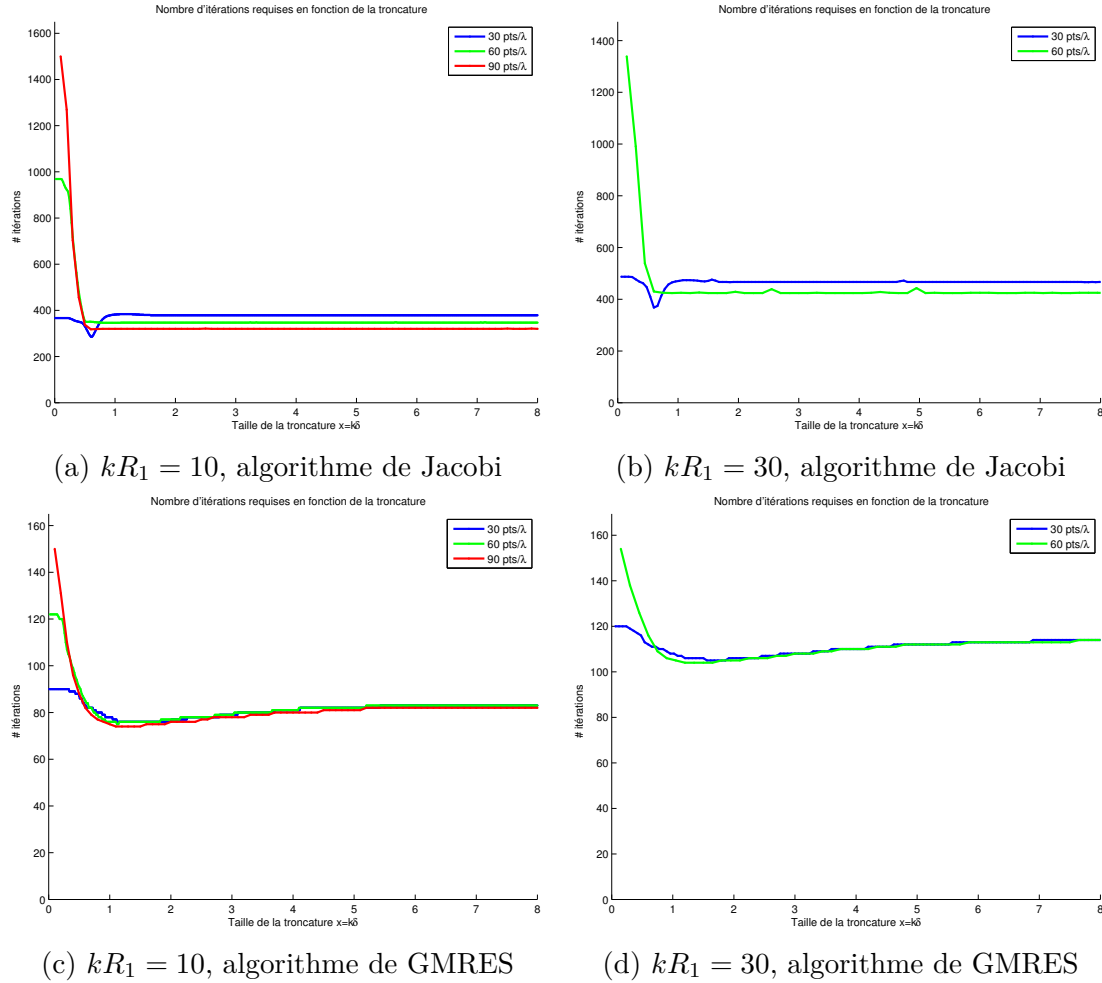 Nombre d'itérations requises en fonction de la troncature
1600
1400
1200
1000
800
600
400
200
0
# itérations
0 1 2 3 4 5 6 7 8
Taille de la troncature x=kδ
30 pts/λ
60 pts/λ
90 pts/λ
(a) kR₁ = 10, algorithme de Jacobi
Nombre d'itérations requises en fonction de la troncature
1400
1200
1000
800
600
400
200
0
# itérations
0 1 2 3 4 5 6 7 8
Taille de la troncature x=kδ
30 pts/λ
60 pts/λ
(b) kR₁ = 30, algorithme de Jacobi
Nombre d'itérations requises en fonction de la troncature
160
140
120
100
80
60
40
20
0
# itérations
0 1 2 3 4 5 6 7 8
Taille de la troncature x=kδ
30 pts/λ
60 pts/λ
90 pts/λ
(c) kR₁ = 10, algorithme de GMRES
Nombre d'itérations requises en fonction de la troncature
160
140
120
100
80
60
40
20
0
# itérations
0 1 2 3 4 5 6 7 8
Taille de la troncature x=kδ
30 pts/λ
60 pts/λ
(d) kR₁ = 30, algorithme de GMRES